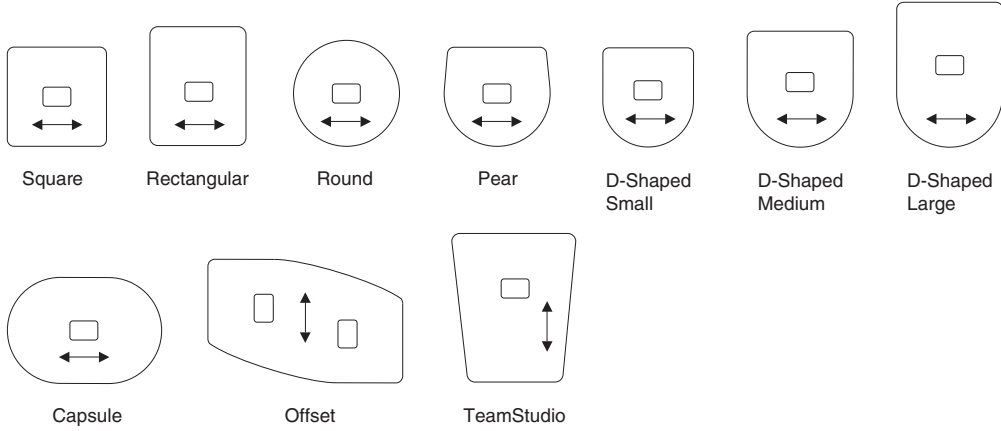 Square
Rectangular
Round
Pear
D-Shaped
Small
D-Shaped
Medium
D-Shaped
Large
Capsule
Offset
TeamStudio